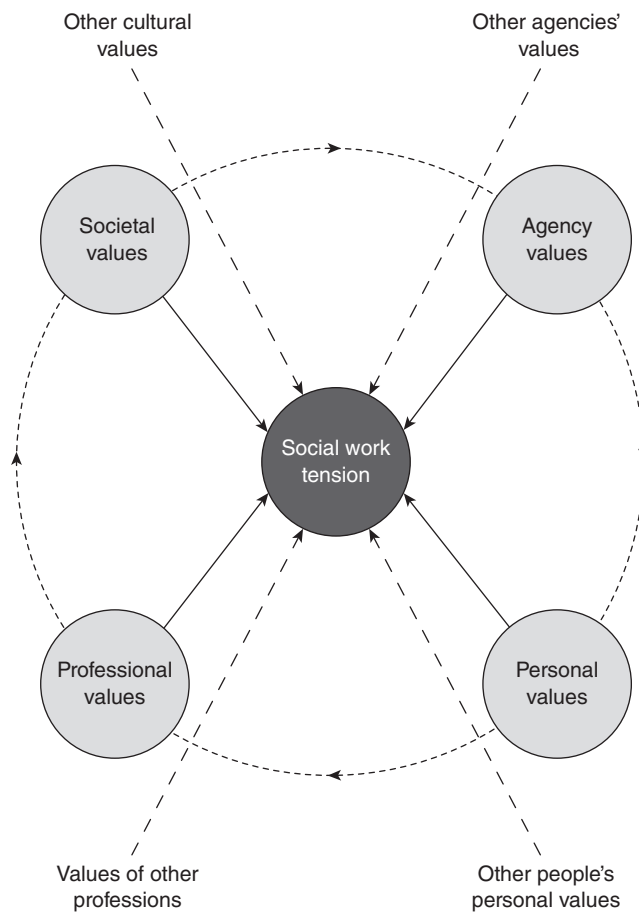 Other cultural
values
Other agencies’
values
Societal
values
Agency
values
Social work
tension
Professional
values
Personal
values
Values of other
professions
Other people’s
personal values